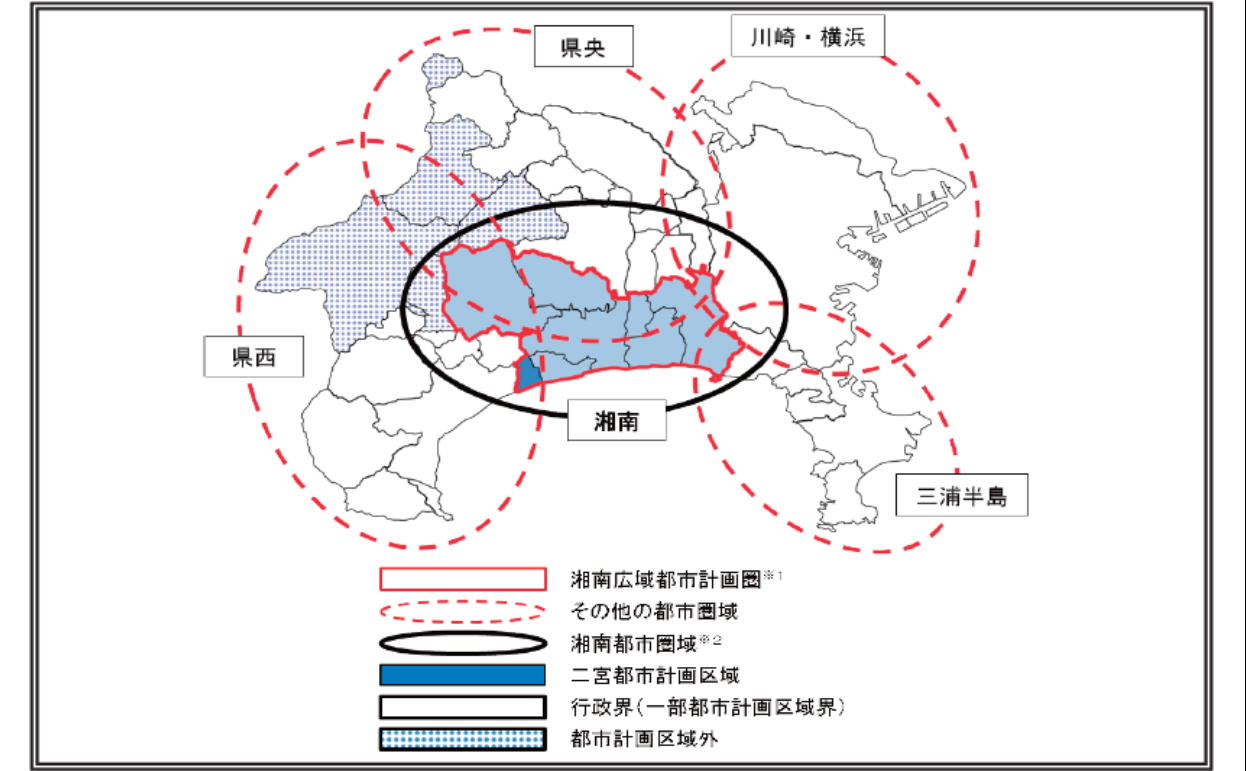 県央
川崎・横浜
県西
湘南
三浦半島
湘南広域都市計画圏※1
その他の都市圏域
湘南都市圏域※2
二宮都市計画区域
行政界(一部都市計画区域界)
都市計画区域外